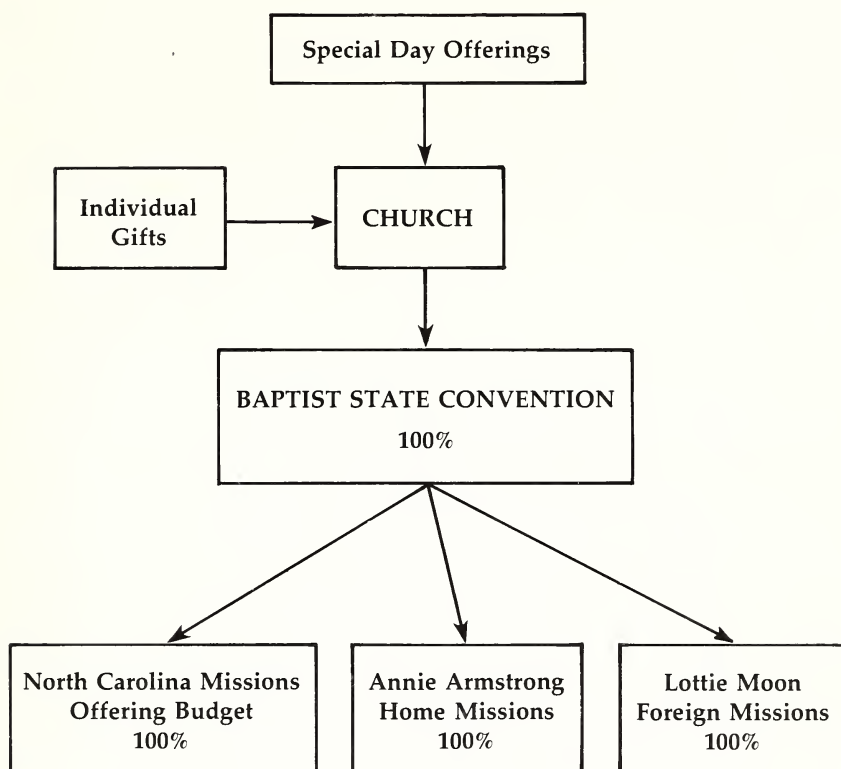 Special Day Offerings
Individual
Gifts
CHURCH
BAPTIST STATE CONVENTION
100%
North Carolina Missions
Offering Budget
100%
Annie Armstrong
Home Missions
100%
Lottie Moon
Foreign Missions
100%